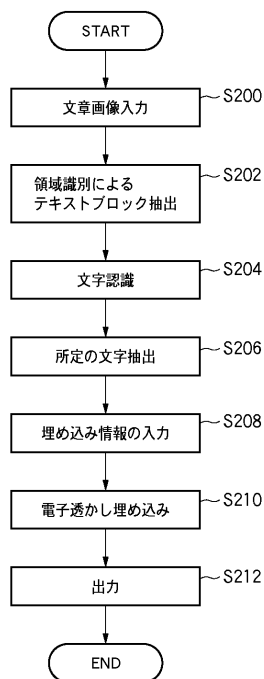 START
文章画像入力
S200
領域識別による
テキストブロック抽出
S202
文字認識
S204
所定の文字抽出
S206
埋め込み情報の入力
S208
電子透かし埋め込み
S210
出力
S212
END